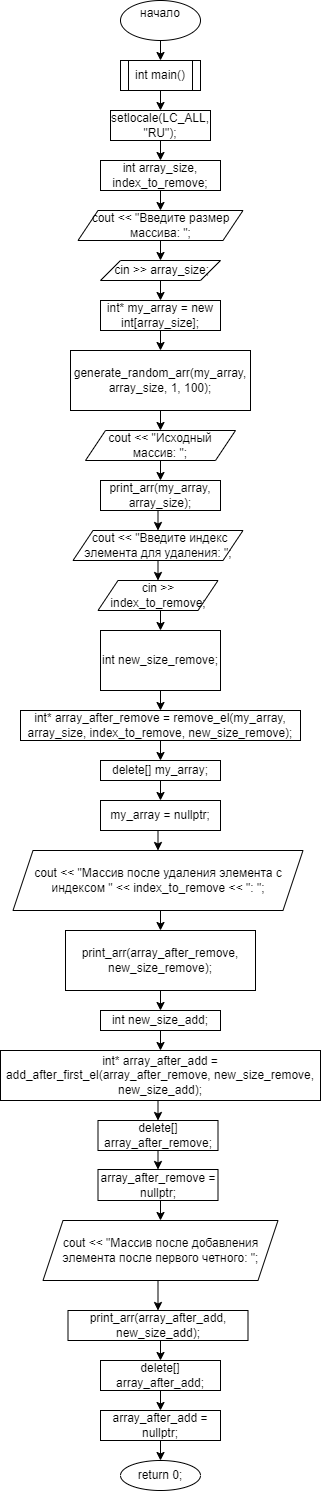 начало
int main()
setlocale(LC_ALL,
"RU");
int array_size,
index_to_remove;
cout << "Введите размер
массива: ";
cin >> array_size;
int* my_array = new
int[array_size];
generate_random_arr(my_array,
array_size, 1, 100);
cout << "Исходный
массив: ";
print_arr(my_array,
array_size);
cout << "Введите индекс
элемента для удаления: ";
cin >>
index_to_remove;
int new_size_remove;
int* array_after_remove = remove_el(my_array,
array_size, index_to_remove, new_size_remove);
delete[] my_array;
my_array = nullptr;
cout << "Массив после удаления элемента с
индексом " << index_to_remove << ": ";
print_arr(array_after_remove,
new_size_remove);
int new_size_add;
int* array_after_add =
add_after_first_el(array_after_remove, new_size_remove,
new_size_add);
delete[]
array_after_remove;
array_after_remove =
nullptr;
cout << "Массив после добавления
элемента после первого четного: ";
print_arr(array_after_add,
new_size_add);
delete[]
array_after_add;
array_after_add =
nullptr;
return 0;